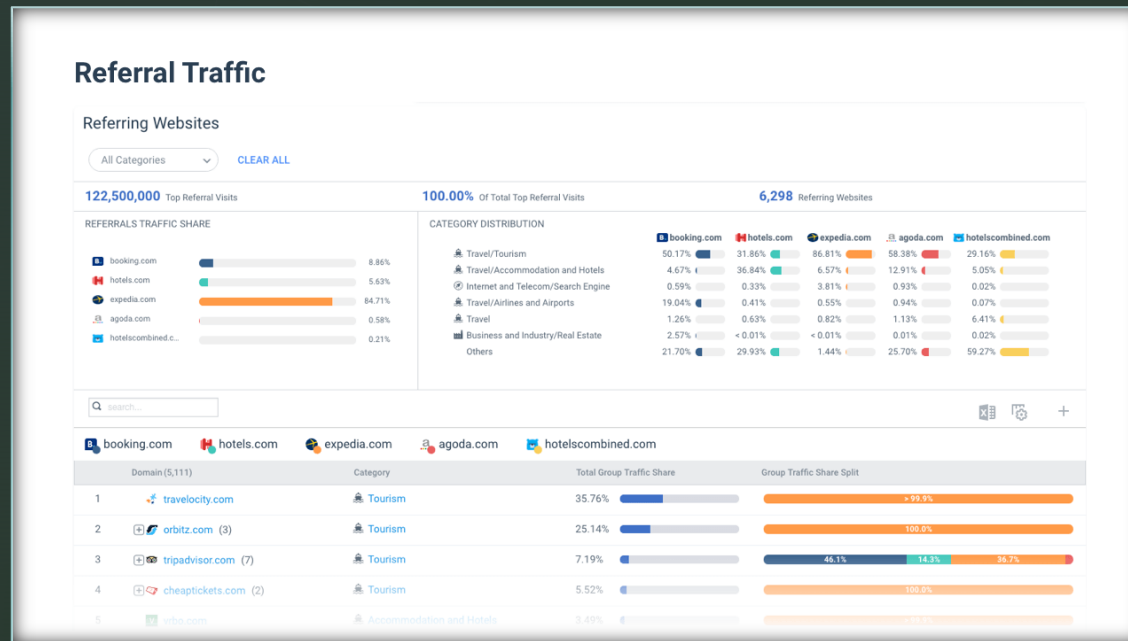 Referral Traffic
Referring Websites
All Categories
CLEAR ALL
122,500,000 Top Referral Visits
100.00% Of Total Top Referral Visits
6,298 Referring Websites
REFERRALS TRAFFIC SHARE
booking.com 8.86%
hotels.com 5.63%
expedia.com 84.71%
agoda.com 0.58%
hotelscombined.c... 0.21%
CATEGORY DISTRIBUTION
booking.com hotels.com expedia.com agoda.com hotelscombined.com
Travel/Tourism 50.17% 31.86% 86.81% 58.38% 29.16%
Travel/Accommodation and Hotels 4.67% 36.84% 6.57% 12.91% 5.05%
Internet and Telecom/Search Engine 0.59% 0.33% 3.81% 0.93% 0.02%
Travel/Airlines and Airports 19.04% 0.41% 0.55% 0.94% 0.07%
Travel 1.26% 0.63% 0.82% 1.13% 6.41%
Business and Industry/Real Estate 2.57% < 0.01% < 0.01% 0.01% 0.02%
Others 21.70% 29.93% 1.44% 25.70% 59.27%
search...
booking.com hotels.com expedia.com agoda.com hotelscombined.com
Domain (5,111) Category Total Group Traffic Share Group Traffic Share Split
1 travelocity.com Tourism 35.76% > 99.9%
2 orbitz.com (3) Tourism 25.14% 100.0%
3 tripadvisor.com (7) Tourism 7.19% 46.1% 14.3% 36.7%
4 cheaptickets.com (2) Tourism 5.52% 100.0%
5 vrbo.com Accommodation and Hotels 3.49%